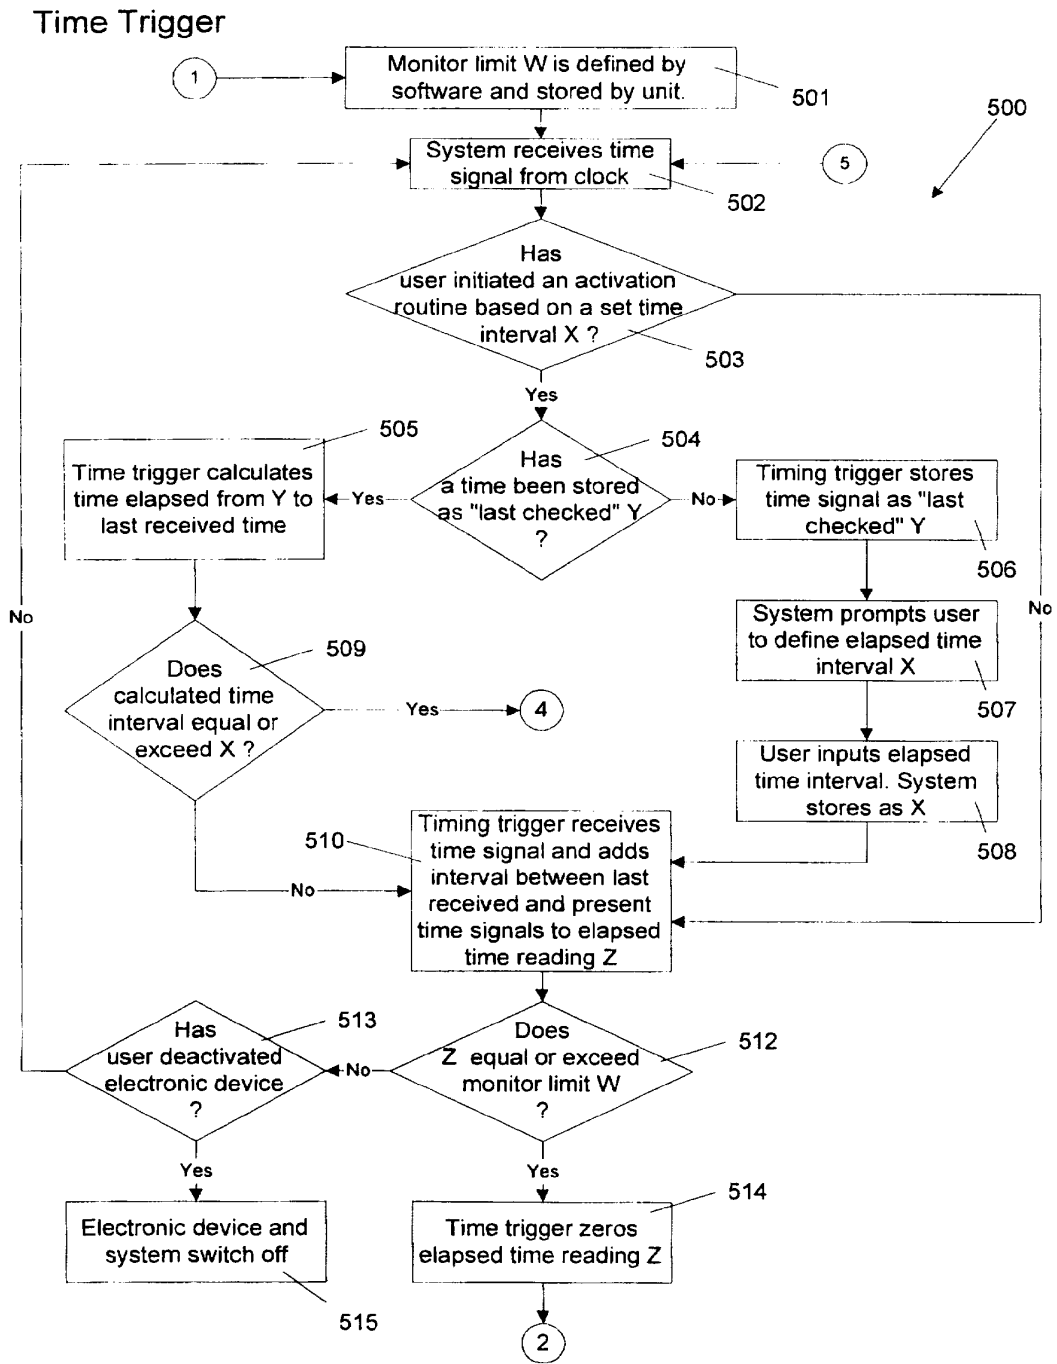 Time Trigger
1
Monitor limit W is defined by
software and stored by unit.
501
500
System receives time
signal from clock
5
502
Has
user initiated an activation
routine based on a set time
interval X ?
503
Yes
505
504
Time trigger calculates
time elapsed from Y to
last received time
Yes
Has
a time been stored
as "last checked" Y
?
No
Timing trigger stores
time signal as "last
checked" Y
506
No
No
System prompts user
to define elapsed time
interval X
507
509
Does
calculated time
interval equal or
exceed X ?
Yes
4
User inputs elapsed
time interval. System
stores as X
508
510
Timing trigger receives
time signal and adds
interval between last
received and present
time signals to elapsed
time reading Z
No
513
Has
user deactivated
electronic device
?
No
Does
Z equal or exceed
monitor limit W
?
512
Yes
Yes
514
Electronic device and
system switch off
Time trigger zeros
elapsed time reading Z
515
2